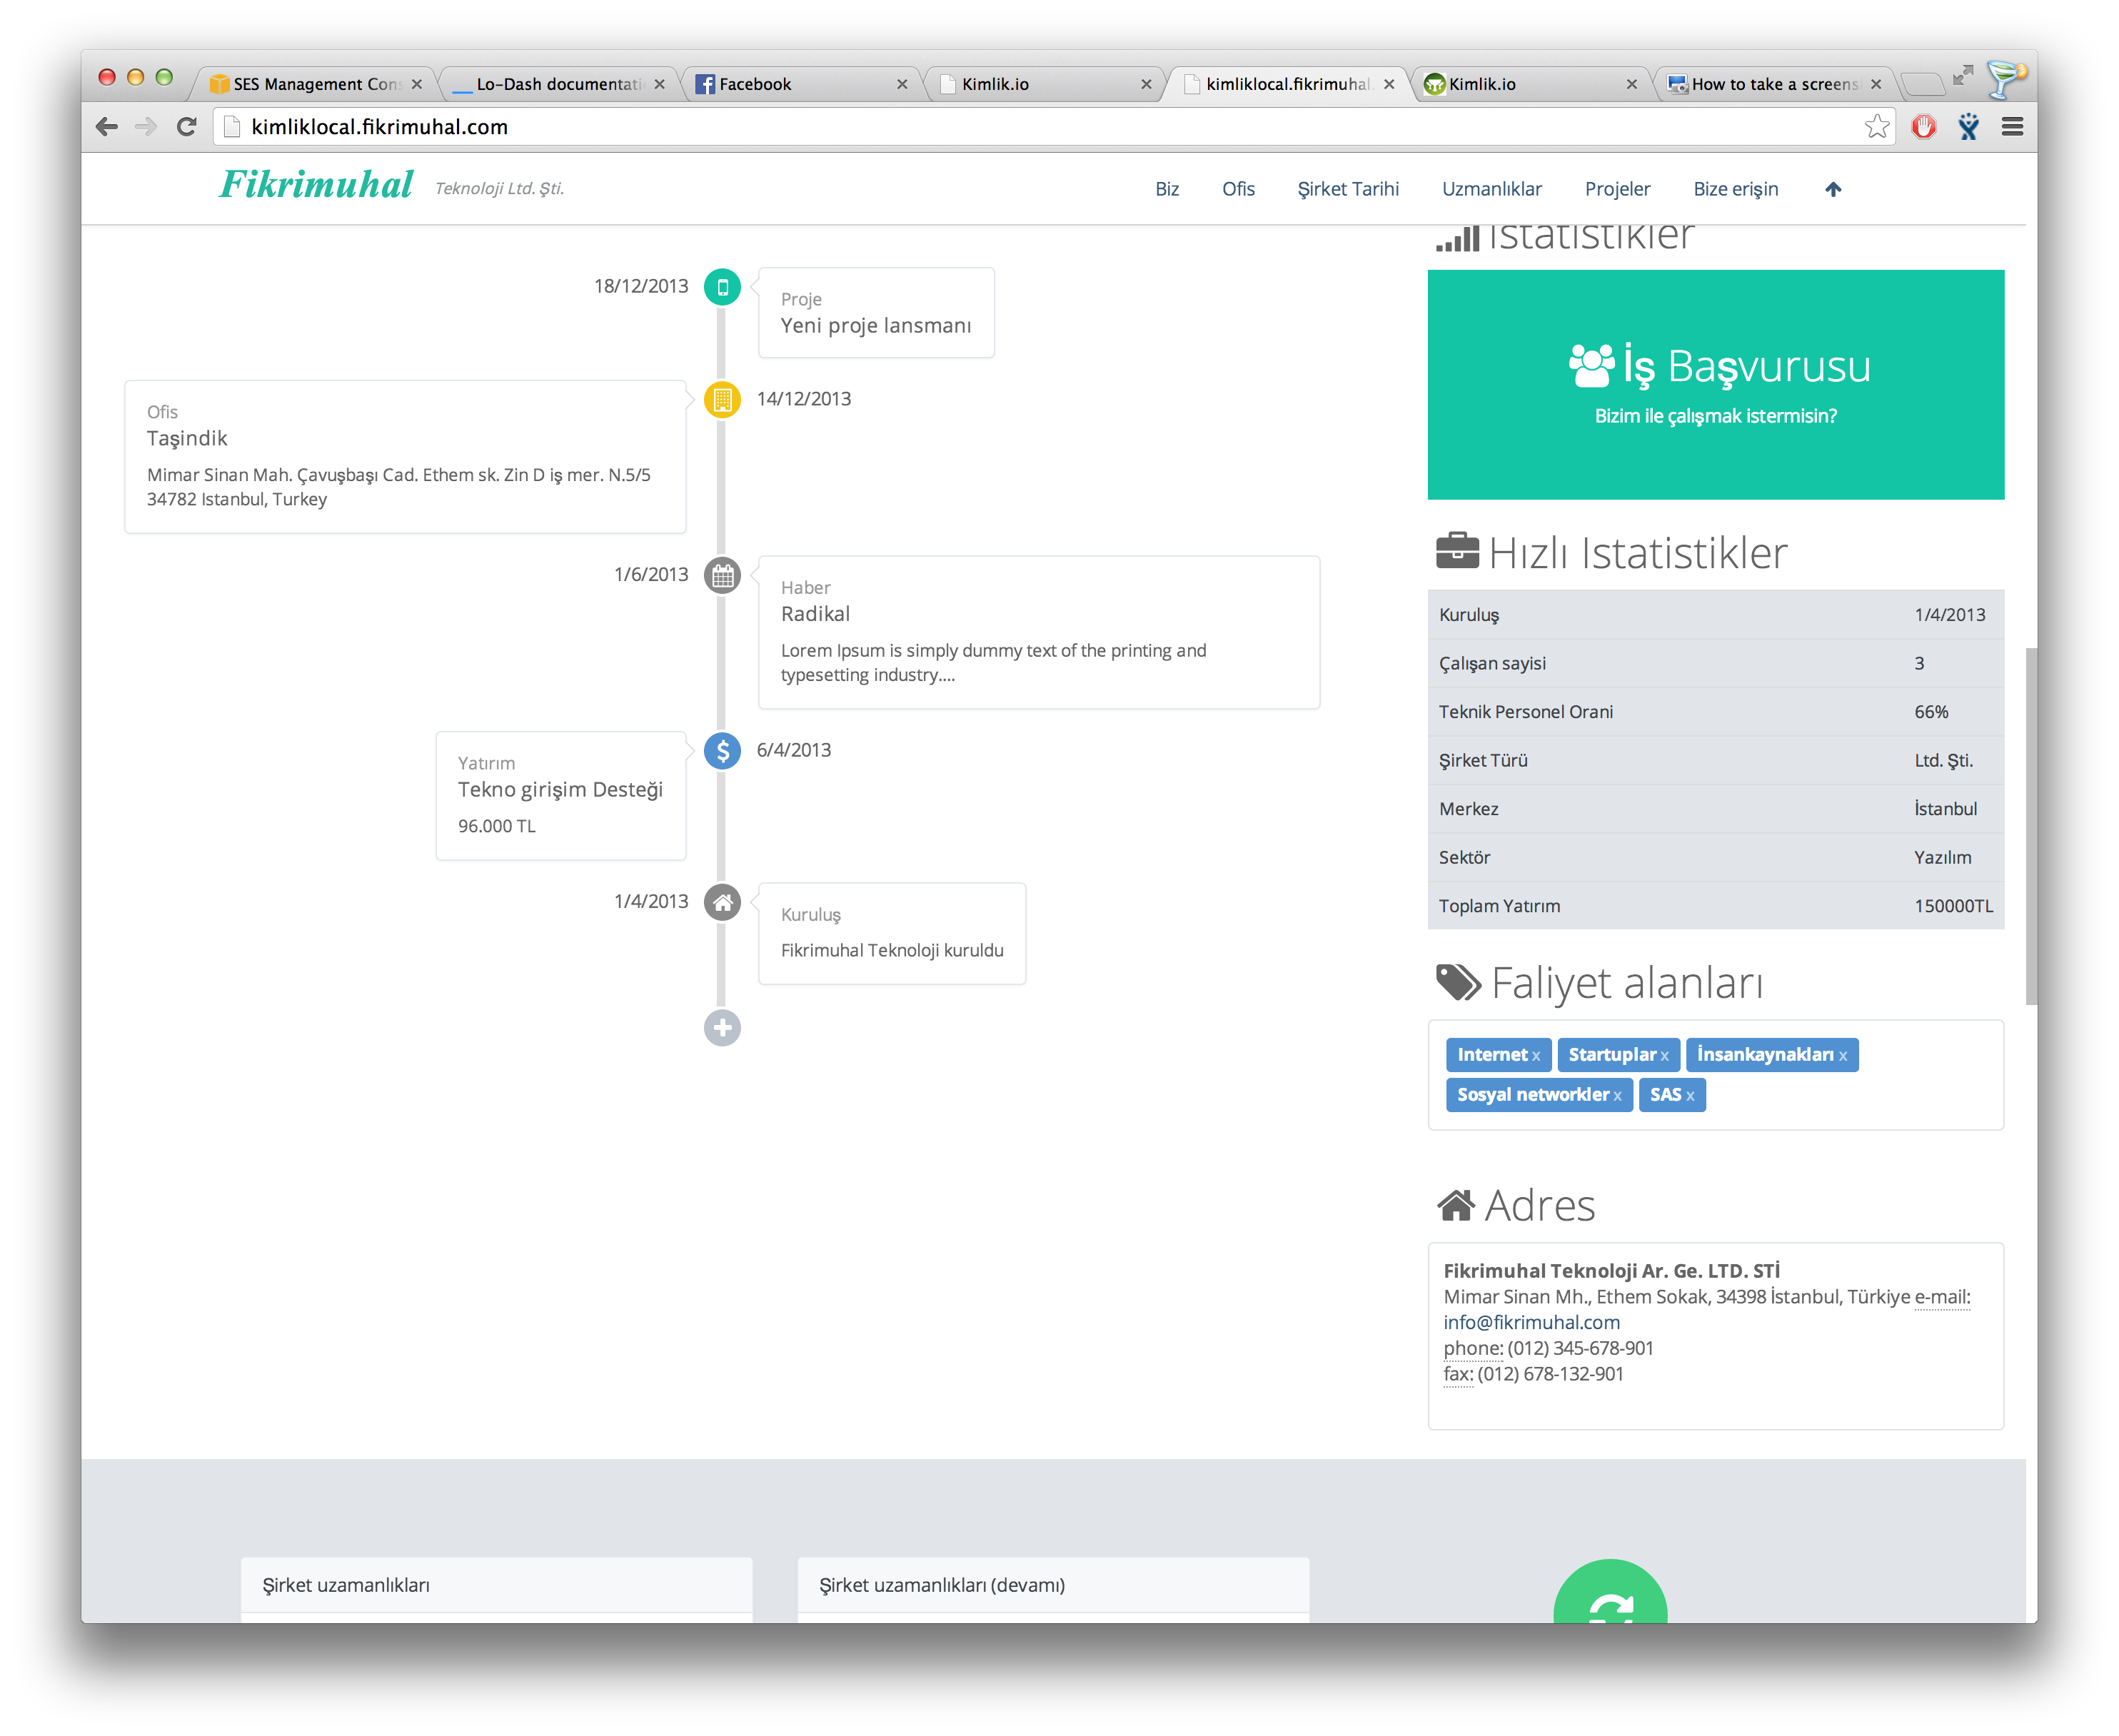 SES Management Cons
Lo-Dash documentati
Facebook
Kimlik.io
kimliklocal.fikrimuhal.
Kimlik.io
How to take a screens
kimliklocal.fikrimuhal.com
Fikrimuhal
Teknoloji Ltd. Şti.
Biz
Ofis
Şirket Tarihi
Uzmanlıklar
Projeler
Bize erişin
18/12/2013
Proje
Yeni proje lansmanı
14/12/2013
Ofis
Taşindik
Mimar Sinan Mah. Çavuşbaşı Cad. Ethem sk. Zin D iş mer. N.5/5
34782 Istanbul, Turkey
1/6/2013
Haber
Radikal
Lorem Ipsum is simply dummy text of the printing and
typesetting industry....
6/4/2013
Yatırım
Tekno girişim Desteği
96.000 TL
1/4/2013
Kuruluş
Fikrimuhal Teknoloji kuruldu
Istatistikler
İş Başvurusu
Bizim ile çalışmak istermisin?
Hızlı Istatistikler
Kuruluş 1/4/2013
Çalışan sayisi 3
Teknik Personel Orani 66%
Şirket Türü Ltd. Şti.
Merkez İstanbul
Sektör Yazılım
Toplam Yatırım 150000TL
Faliyet alanları
Internet x Startuplar x İnsankaynakları x
Sosyal networkler x SAS x
Adres
Fikrimuhal Teknoloji Ar. Ge. LTD. STİ
Mimar Sinan Mh., Ethem Sokak, 34398 İstanbul, Türkiye e-mail:
info@fikrimuhal.com
phone: (012) 345-678-901
fax: (012) 678-132-901
Şirket uzamanlıkları
Şirket uzamanlıkları (devamı)